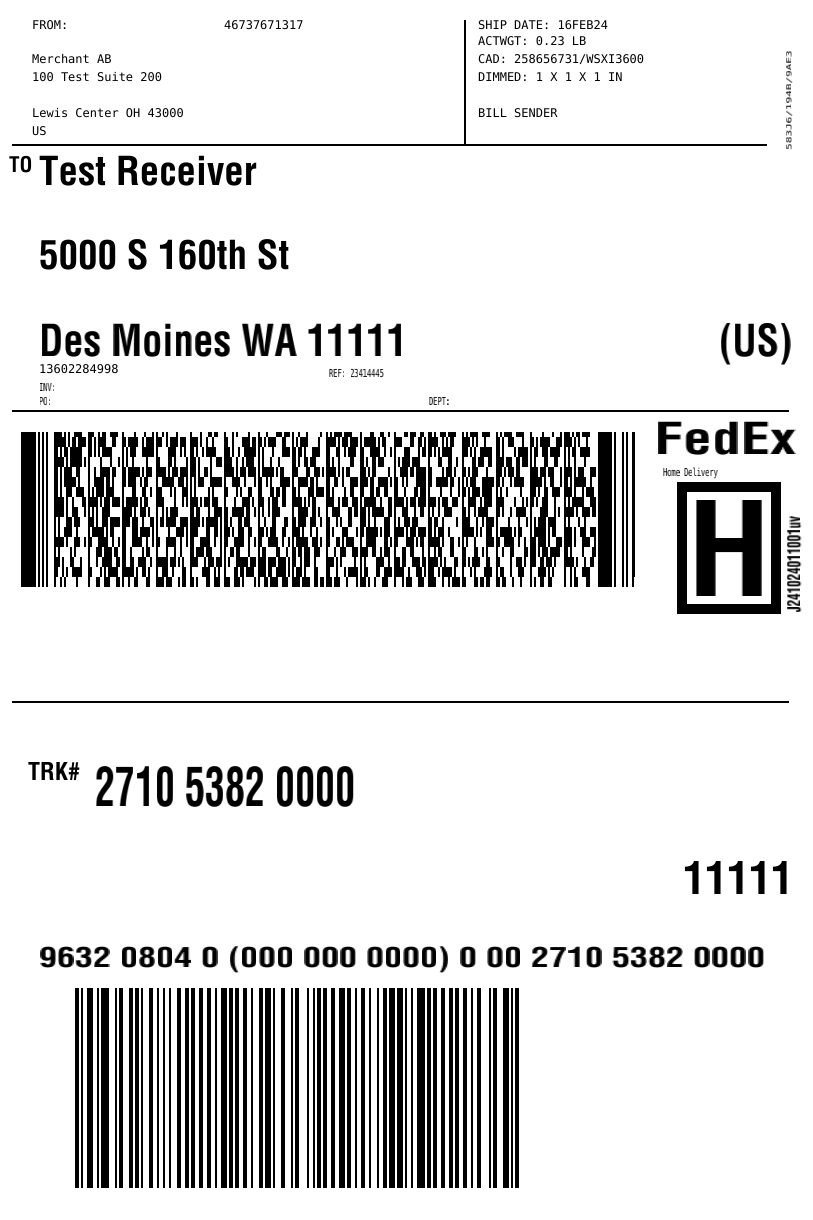 FROM: 46737671317
Merchant AB
100 Test Suite 200
Lewis Center OH 43000
US
SHIP DATE: 16FEB24
ACTWGT: 0.23 LB
CAD: 258656731/WSXI3600
DIMMED: 1 X 1 X 1 IN
BILL SENDER
583J6/194B/9AE3
TO Test Receiver
5000 S 160th St
Des Moines WA 11111 (US)
13602284998 REF: 23414445
INV:
PO: DEPT:
FedEx
Home Delivery
H
J241024011001uv
TRK# 2710 5382 0000
11111
9632 0804 0 (000 000 0000) 0 00 2710 5382 0000